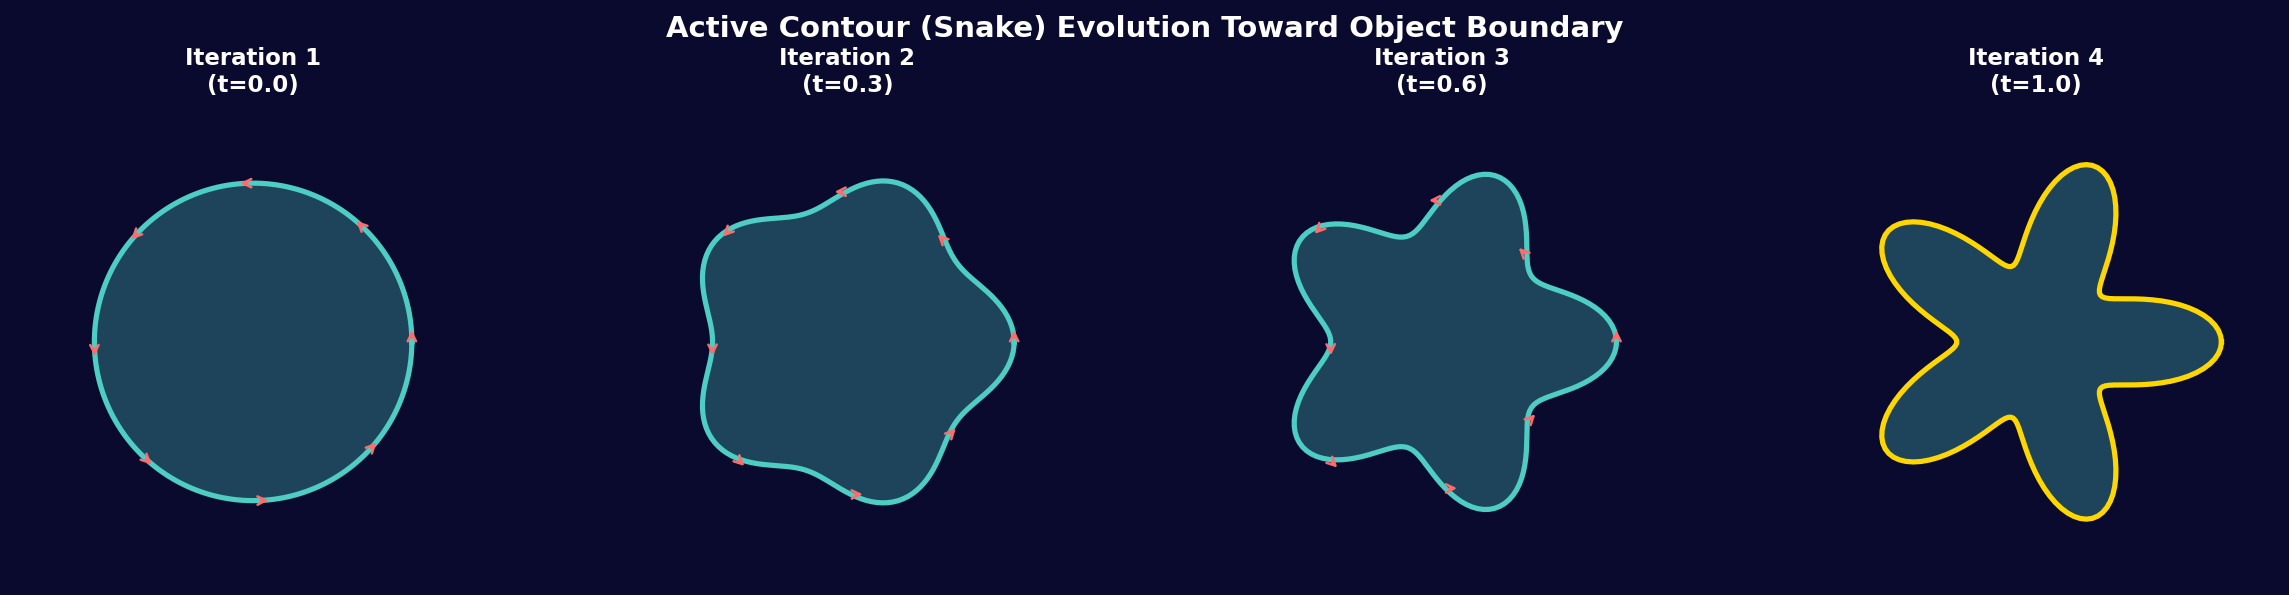 Active Contour (Snake) Evolution Toward Object Boundary
Iteration 1
(t=0.0)
Iteration 2
(t=0.3)
Iteration 3
(t=0.6)
Iteration 4
(t=1.0)